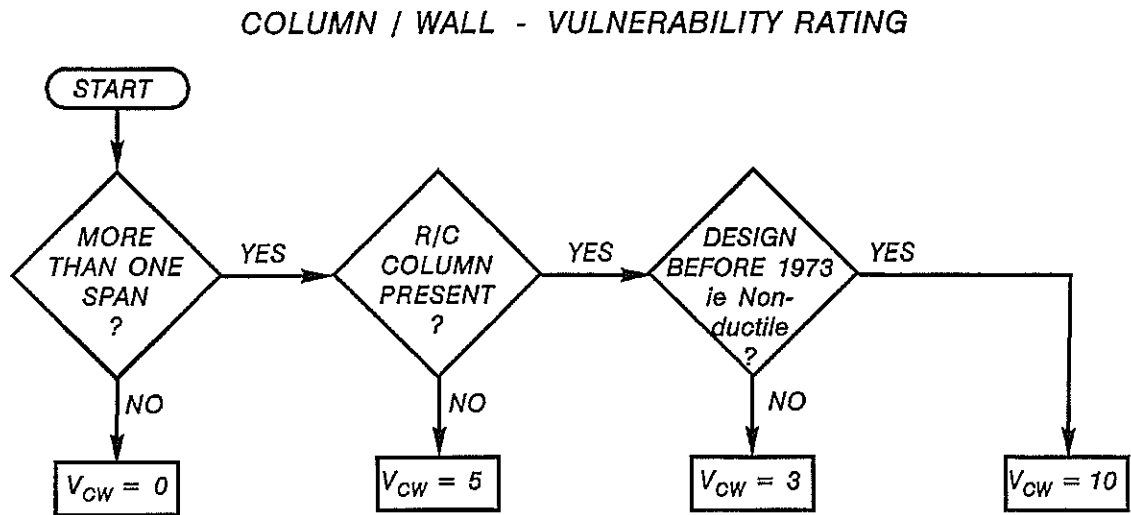 COLUMN / WALL - VULNERABILITY RATING
START
MORE
THAN ONE
SPAN
?
YES
NO
V_CW = 0
R/C
COLUMN
PRESENT
?
YES
NO
V_CW = 5
DESIGN
BEFORE 1973
ie Non-
ductile
?
YES
NO
V_CW = 3
V_CW = 10